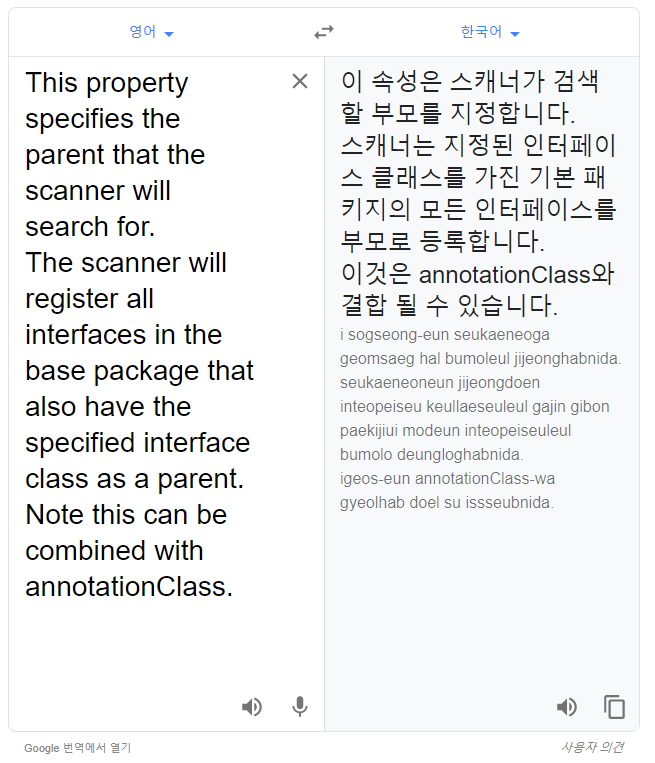 영어
한국어
This property
specifies the
parent that the
scanner will
search for.
The scanner will
register all
interfaces in the
base package that
also have the
specified interface
class as a parent.
Note this can be
combined with
annotationClass.
이 속성은 스캐너가 검색
할 부모를 지정합니다.
스캐너는 지정된 인터페이
스 클래스를 가진 기본 패
키지의 모든 인터페이스를
부모로 등록합니다.
이것은 annotationClass와
결합 될 수 있습니다.
i sogseong-eun seukaeneoga
geomsaeg hal bumoleul jijeonghabnida.
seukaeneoneun jijeongdoen
inteopeiseu keullaeseuleul gajin gibon
paekijiui modeun inteopeiseuleul
bumolo deungloghabnida.
igeos-eun annotationClass-wa
gyeolhab doel su issseubnida.
Google 번역에서 열기
사용자 의견